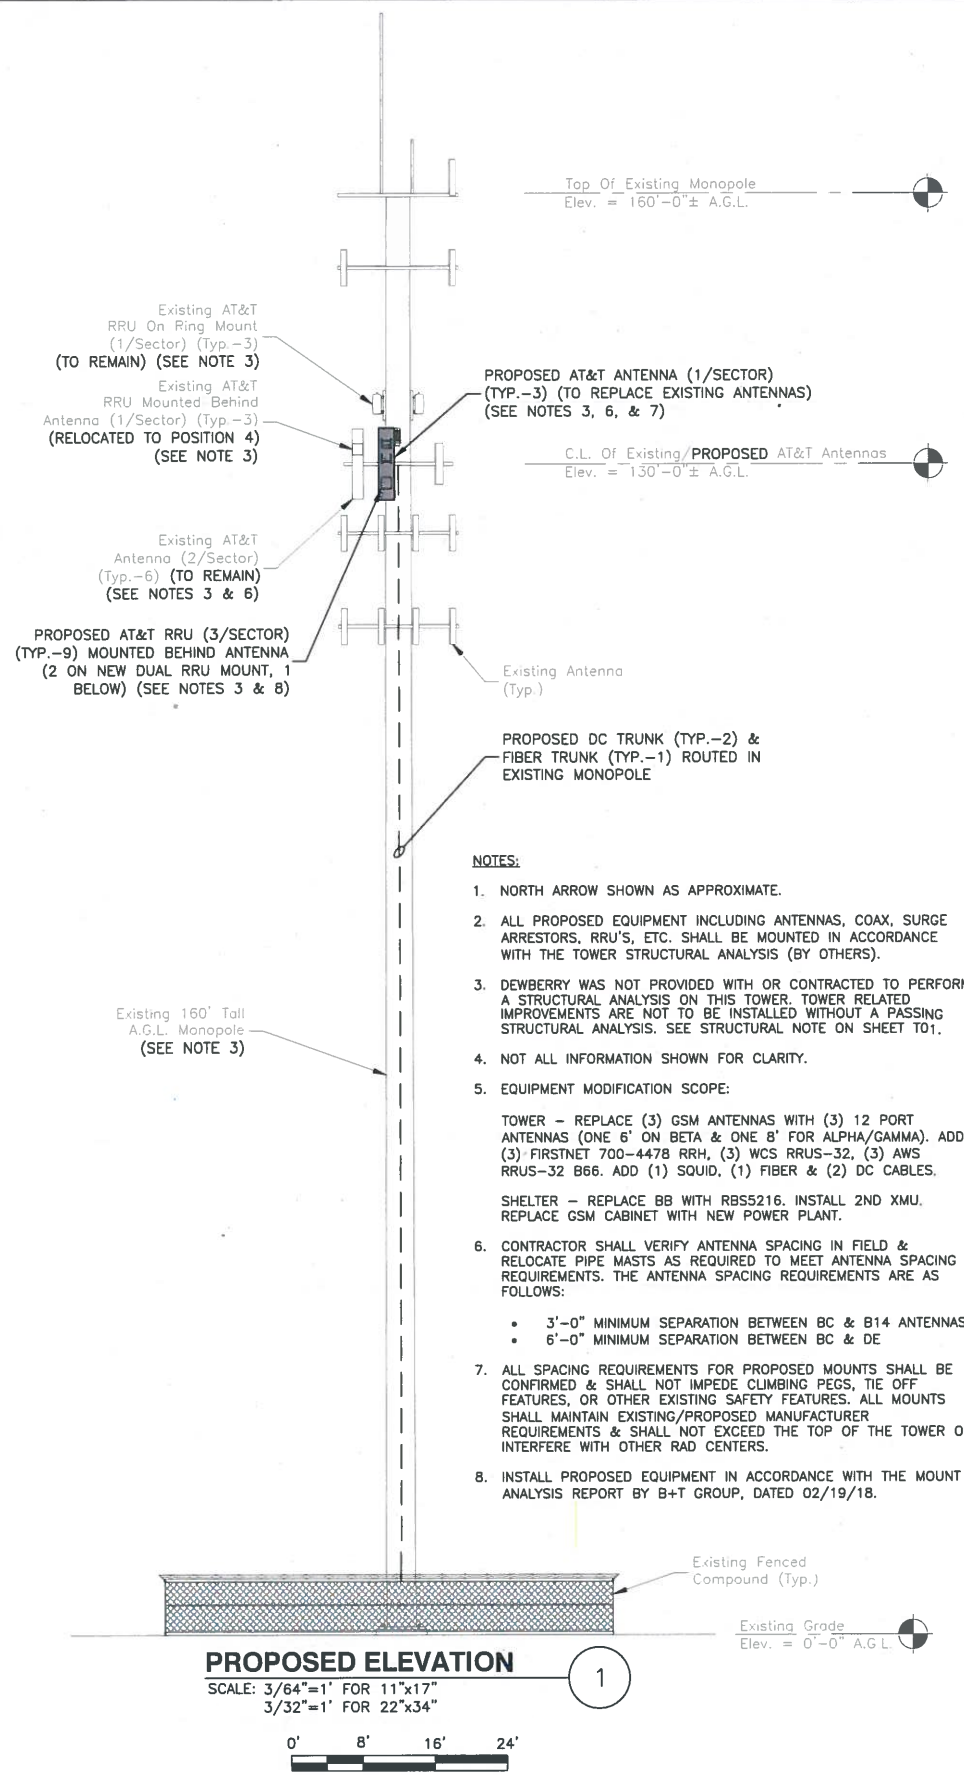 Top Of Existing Monopole
Elev. = 160'-0"± A.G.L.
Existing AT&T
RRU On Ring Mount
(1/Sector) (Typ.-3)
(TO REMAIN) (SEE NOTE 3)
Existing AT&T
RRU Mounted Behind
Antenna (1/Sector) (Typ.-3)
(RELOCATED TO POSITION 4)
(SEE NOTE 3)
PROPOSED AT&T ANTENNA (1/SECTOR)
(TYP.-3) (TO REPLACE EXISTING ANTENNAS)
(SEE NOTES 3, 6, & 7)
C.L. Of Existing/PROPOSED AT&T Antennas
Elev. = 130'-0"± A.G.L.
Existing AT&T
Antenna (2/Sector)
(Typ.-6) (TO REMAIN)
(SEE NOTES 3 & 6)
PROPOSED AT&T RRU (3/SECTOR)
(TYP.-9) MOUNTED BEHIND ANTENNA
(2 ON NEW DUAL RRU MOUNT, 1
BELOW) (SEE NOTES 3 & 8)
Existing Antenna
(Typ.)
PROPOSED DC TRUNK (TYP.-2) &
FIBER TRUNK (TYP.-1) ROUTED IN
EXISTING MONOPOLE
NOTES:
1. NORTH ARROW SHOWN AS APPROXIMATE.
2. ALL PROPOSED EQUIPMENT INCLUDING ANTENNAS, COAX, SURGE
ARRESTORS, RRU'S, ETC. SHALL BE MOUNTED IN ACCORDANCE
WITH THE TOWER STRUCTURAL ANALYSIS (BY OTHERS).
3. DEWBERRY WAS NOT PROVIDED WITH OR CONTRACTED TO PERFORM
A STRUCTURAL ANALYSIS ON THIS TOWER. TOWER RELATED
IMPROVEMENTS ARE NOT TO BE INSTALLED WITHOUT A PASSING
STRUCTURAL ANALYSIS. SEE STRUCTURAL NOTE ON SHEET T01.
4. NOT ALL INFORMATION SHOWN FOR CLARITY.
5. EQUIPMENT MODIFICATION SCOPE:
TOWER – REPLACE (3) GSM ANTENNAS WITH (3) 12 PORT
ANTENNAS (ONE 6' ON BETA & ONE 8' FOR ALPHA/GAMMA). ADD
(3) FIRSTNET 700-4478 RRH, (3) WCS RRUS-32, (3) AWS
RRUS-32 B66. ADD (1) SQUID, (1) FIBER & (2) DC CABLES.
SHELTER – REPLACE BB WITH RBS5216. INSTALL 2ND XMU.
REPLACE GSM CABINET WITH NEW POWER PLANT.
6. CONTRACTOR SHALL VERIFY ANTENNA SPACING IN FIELD &
RELOCATE PIPE MASTS AS REQUIRED TO MEET ANTENNA SPACING
REQUIREMENTS. THE ANTENNA SPACING REQUIREMENTS ARE AS
FOLLOWS:
• 3'-0" MINIMUM SEPARATION BETWEEN BC & B14 ANTENNAS
• 6'-0" MINIMUM SEPARATION BETWEEN BC & DE
7. ALL SPACING REQUIREMENTS FOR PROPOSED MOUNTS SHALL BE
CONFIRMED & SHALL NOT IMPEDE CLIMBING PEGS, TIE OFF
FEATURES, OR OTHER EXISTING SAFETY FEATURES. ALL MOUNTS
SHALL MAINTAIN EXISTING/PROPOSED MANUFACTURER
REQUIREMENTS & SHALL NOT EXCEED THE TOP OF THE TOWER O
INTERFERE WITH OTHER RAD CENTERS.
8. INSTALL PROPOSED EQUIPMENT IN ACCORDANCE WITH THE MOUNT
ANALYSIS REPORT BY B+T GROUP, DATED 02/19/18.
Existing 160' Tall
A.G.L. Monopole
(SEE NOTE 3)
Existing Fenced
Compound (Typ.)
Existing Grade
Elev. = 0'-0" A.G.L.
PROPOSED ELEVATION
1
SCALE: 3/64"=1' FOR 11"x17"
3/32"=1' FOR 22"x34"
0' 8' 16' 24'